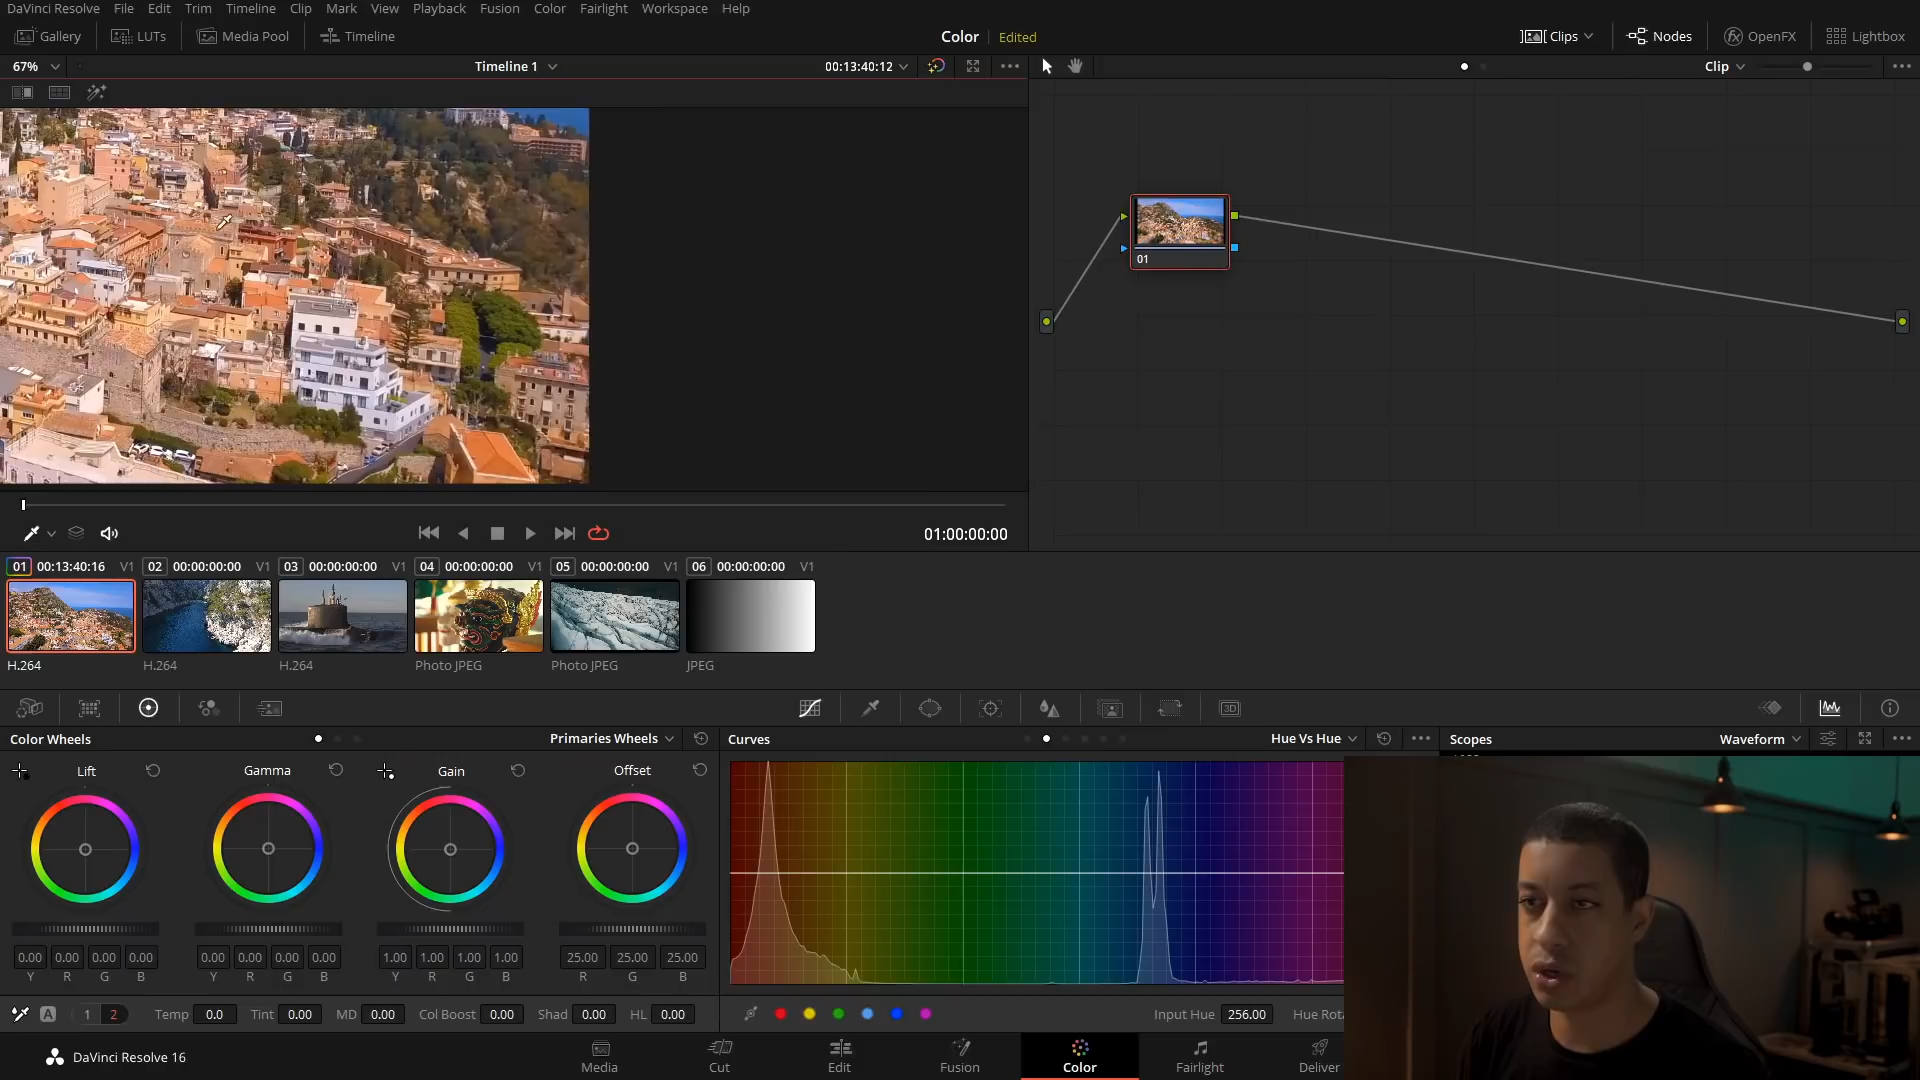 DaVinci Resolve File Edit Trim Timeline Clip Mark View Playback Fusion Color Fairlight Workspace Help
Gallery LUTs Media Pool Timeline Color Edited Clips Nodes OpenFX Lightbox
67% Timeline 1 00:13:40:12 Clip
01
01:00:00:00
01 00:13:40:16 V1 02 00:00:00:00 V1 03 00:00:00:00 V1 04 00:00:00:00 V1 05 00:00:00:00 V1 06 00:00:00:00 V1
H.264 H.264 H.264 Photo JPEG Photo JPEG JPEG
3D
Color Wheels Primaries Wheels Curves Hue Vs Hue Scopes Waveform
Lift Gamma Gain Offset
0.00 0.00 0.00 0.00 0.00 0.00 0.00 0.00 1.00 1.00 1.00 1.00 25.00 25.00 25.00
Y R G B Y R G B Y R G B R G B
A 1 2 Temp 0.0 Tint 0.00 MD 0.00 Col Boost 0.00 Shad 0.00 HL 0.00 Input Hue 256.00 Hue Rota
DaVinci Resolve 16 Media Cut Edit Fusion Color Fairlight Deliver